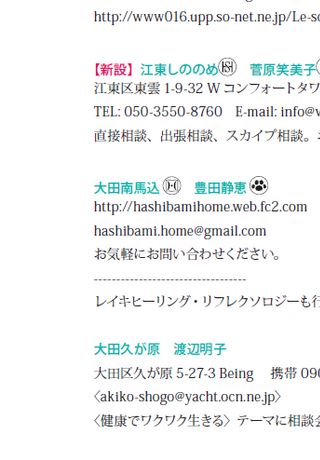 http://www016.upp.so-net.ne.jp/Le-s
【新設】 江東しののめ 菅原笑美子
江東区東雲 1-9-32 W コンフォートタワ
TEL: 050-3550-8760 E-mail: info@v
直接相談、出張相談、スカイプ相談。
大田南馬込 豊田静恵
http://hashibamihome.web.fc2.com
hashibami.home@gmail.com
お気軽にお問い合わせください。
----------------------------------
レイキヒーリング・リフレクソロジーも行
大田久が原 渡辺明子
大田区久が原 5-27-3 Being 携帯 090
〈akiko-shogo@yacht.ocn.ne.jp〉
〈健康でワクワク生きる〉テーマに相談会